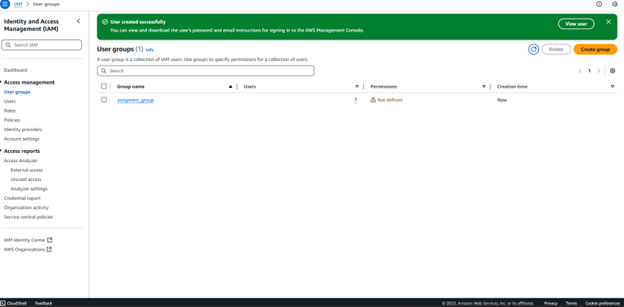 IAM > User groups
Identity and Access Management (IAM)
Search IAM
Dashboard
Access management
User groups
Users
Roles
Policies
Identity providers
Account settings
Access reports
Access Analyzer
External access
Unused access
Analyzer settings
Credential report
Organization activity
Service control policies
IAM Identity Center
AWS Organizations
User created successfully
You can view and download the user's password and email instructions for signing in to the AWS Management Console.
View user
User groups (1) Info
Delete
Create group
A user group is a collection of IAM users. Use groups to specify permissions for a collection of users.
Search
1
Group name Users Permissions Creation time
assigment_group 1 Not defined Now
CloudShell Feedback © 2025, Amazon Web Services, Inc. or its affiliates. Privacy Terms Cookie preferences